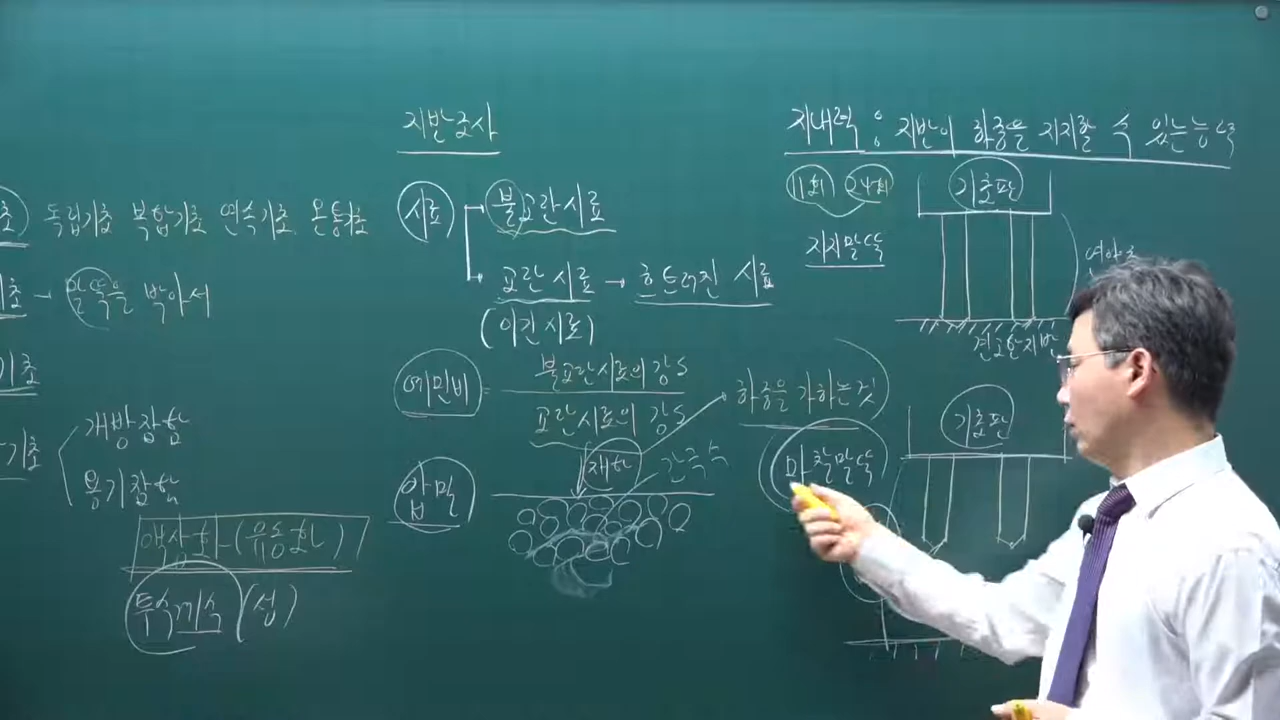 초 독립기초 복합기초 연속기초 온통기초
기초 - 말뚝을 박아서
기초
기초 개방잠함
용기잠함
액상화-(유동화)
특수계수 (성)
지반조사
시료 불교란시료
교란시료 → 흐트러진 시료
(이긴시료)
예민비 = 불교란시료의 강S
교란시료의 강S
재하 하중을 가하는것
압밀 간극수
지내력 : 지반이 하중을 지지할 수 있는 능력
11회 24회 기초판
지지말뚝
견고한지반
기초판
마찰말뚝